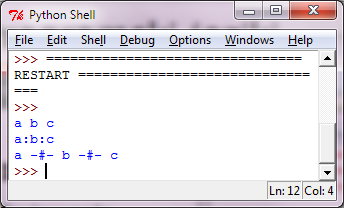 Python Shell
File Edit Shell Debug Options Windows Help
>>> ================================
RESTART ================================
===
>>>
a b c
a:b:c
a -#- b -#- c
>>>
Ln: 12 Col: 4